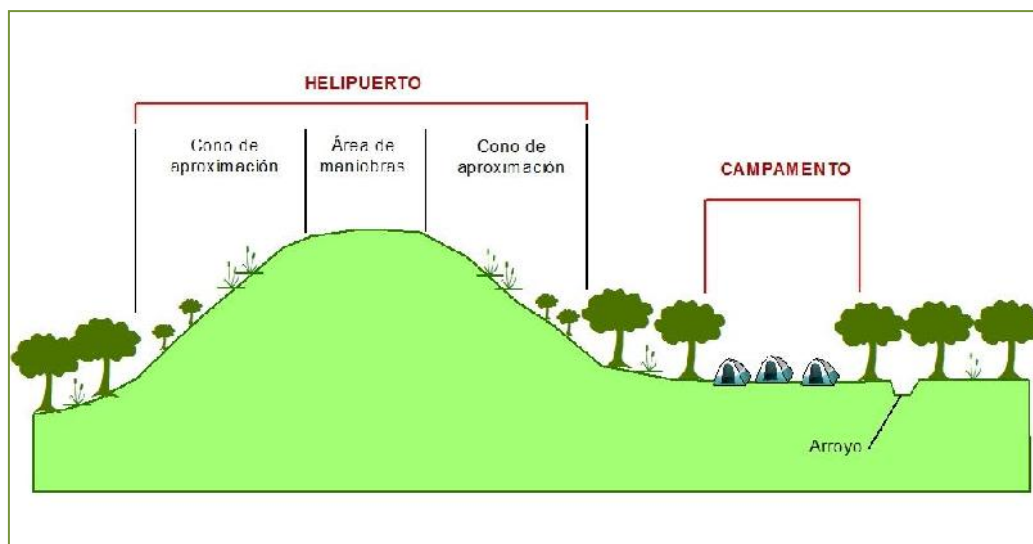 HELIPUERTO
Cono de
aproximación
Área de
maniobras
Cono de
aproximación
CAMPAMENTO
Arroyo